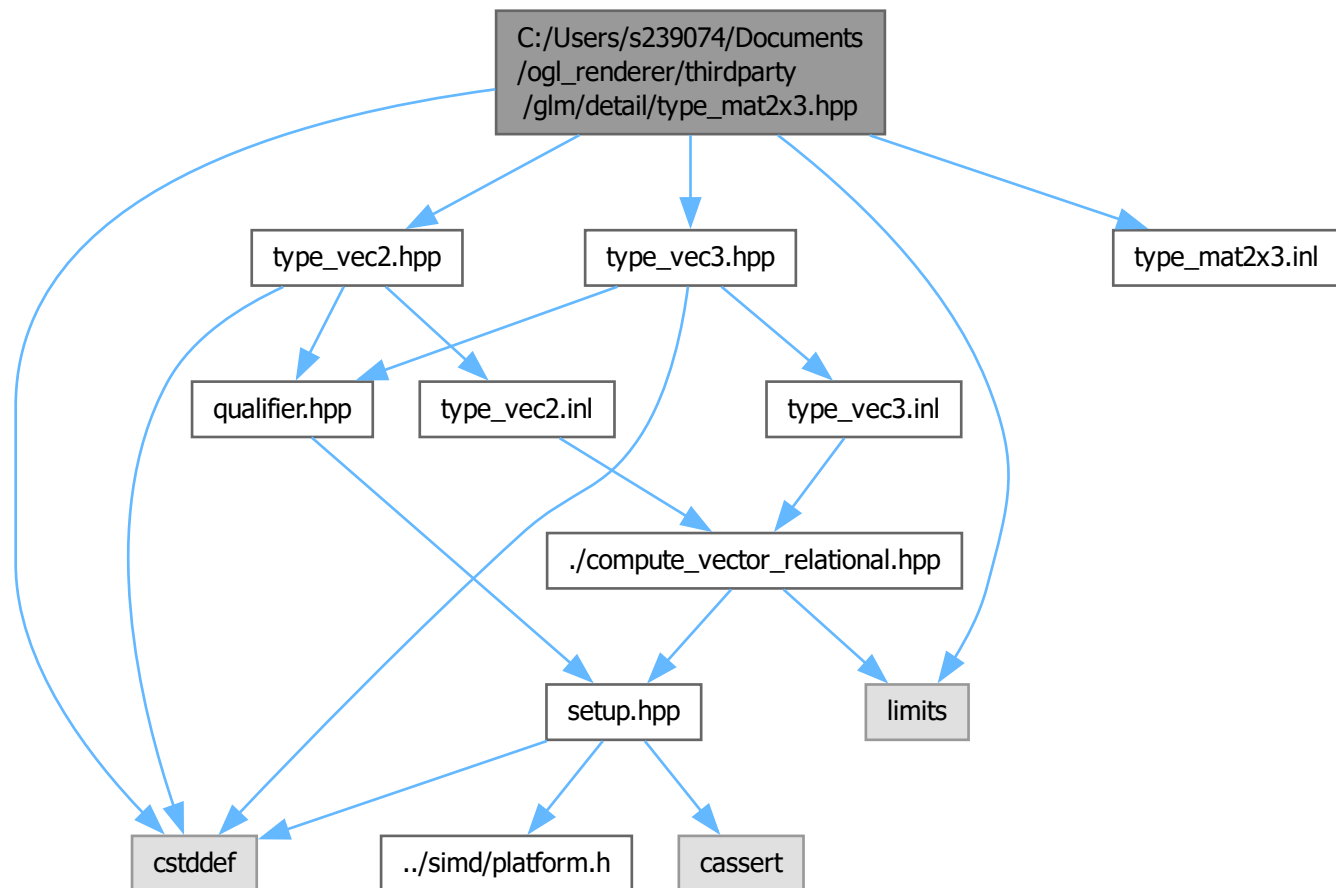 C:/Users/s239074/Documents
/ogl_renderer/thirdparty
/glm/detail/type_mat2x3.hpp
type_vec2.hpp
type_vec3.hpp
type_mat2x3.inl
qualifier.hpp
type_vec2.inl
type_vec3.inl
./compute_vector_relational.hpp
setup.hpp
limits
cstddef
../simd/platform.h
cassert